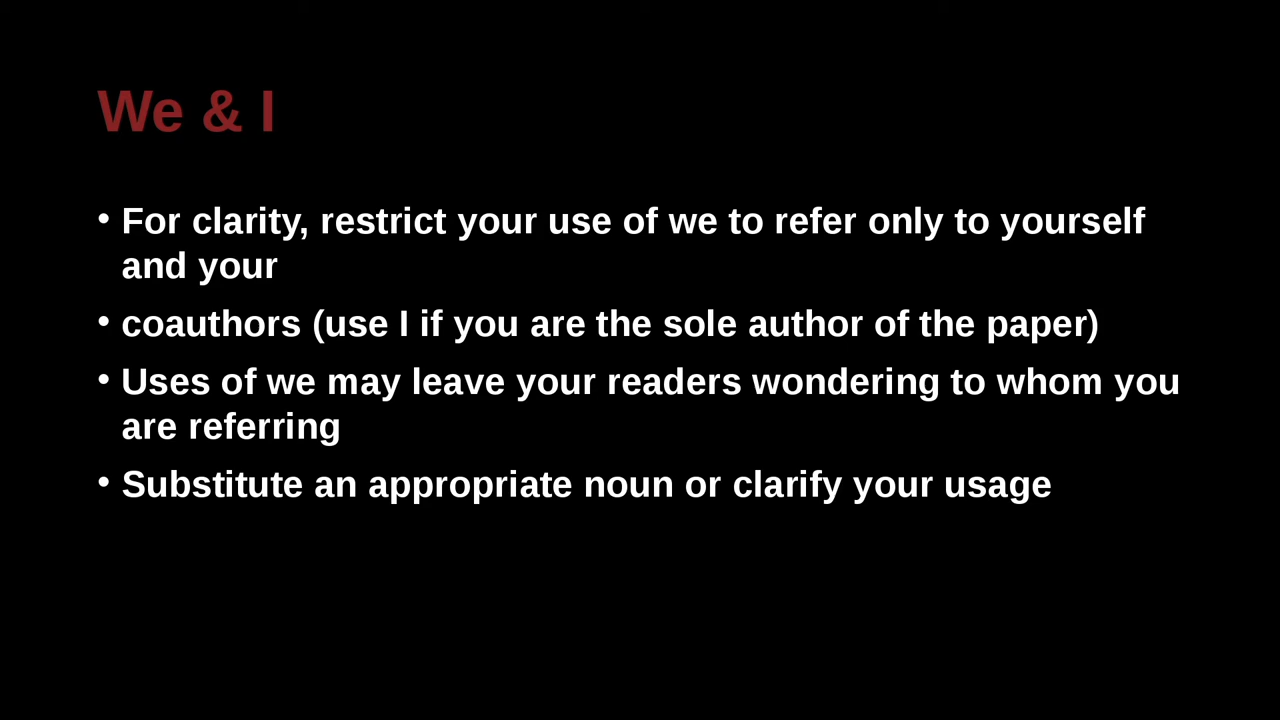 We & I
• For clarity, restrict your use of we to refer only to yourself
and your
• coauthors (use I if you are the sole author of the paper)
• Uses of we may leave your readers wondering to whom you
are referring
• Substitute an appropriate noun or clarify your usage